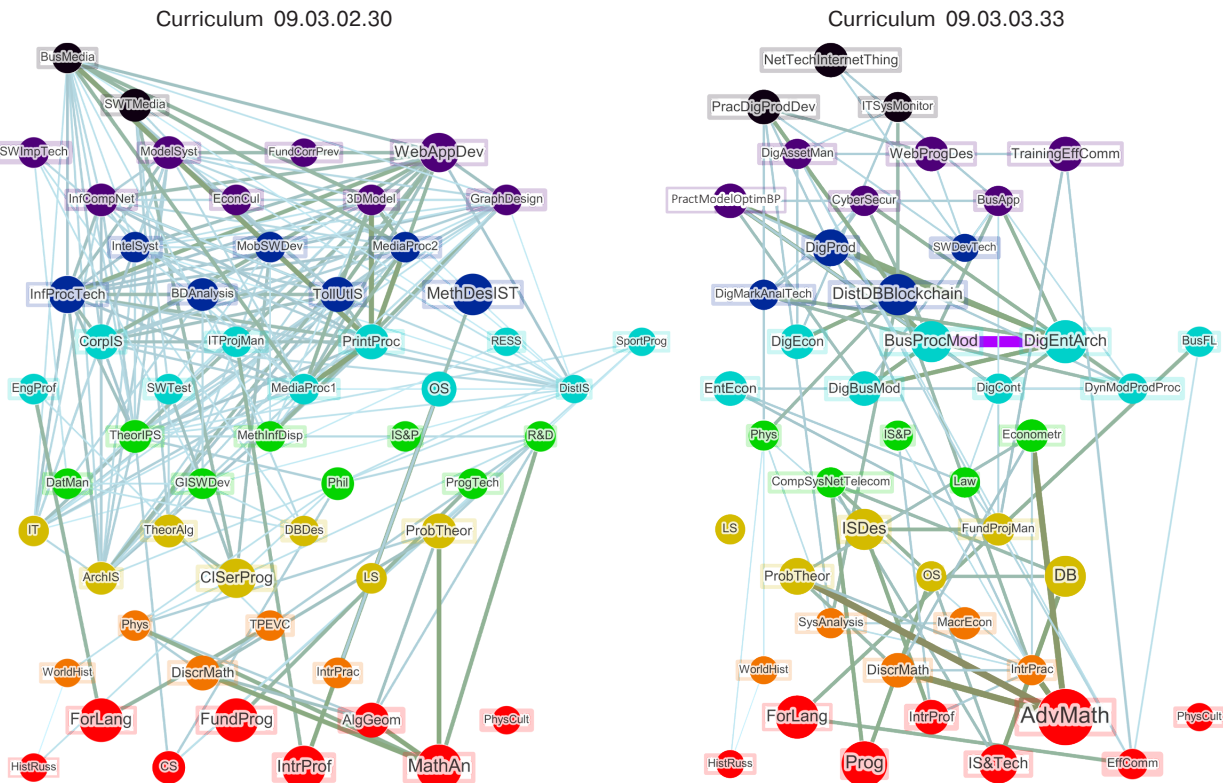 Curriculum 09.03.02.30
Curriculum 09.03.03.33
BusMedia
SWTMedia
SWImpTech
ModelSyst
FundCorrPrev
WebAppDev
InfCompNet
EconCul
3DModel
GraphDesign
IntelSyst
MobSWDev
MediaProc2
InfProcTech
BDAnalysis
TollUtIS
MethDesIST
CorpIS
ITProjMan
PrintProc
RESS
SportProg
EngProf
SWTest
MediaProc1
OS
DistIS
TheorIPS
MethInfDisp
IS&P
R&D
DatMan
GISWDev
Phil
ProgTech
IT
TheorAlg
DBDes
ProbTheor
ArchIS
ClSerProg
LS
Phys
TPEVC
WorldHist
DiscrMath
IntrPrac
ForLang
FundProg
AlgGeom
PhysCult
HistRuss
CS
IntrProf
MathAn
NetTechInternetThing
PracDigProdDev
ITSysMonitor
DigAssetMan
WebProgDes
TrainingEffComm
PractModelOptimBP
CyberSecur
BusApp
DigProd
SWDevTech
DigMarkAnalTech
DistDBBlockchain
DigEcon
BusProcMod
DigEntArch
BusFL
EntEcon
DigBusMod
DigCont
DynModProdProc
Phys
IS&P
Econometr
CompSysNetTelecom
Law
LS
ISDes
FundProjMan
ProbTheor
OS
DB
SysAnalysis
MacrEcon
WorldHist
DiscrMath
IntrPrac
ForLang
IntrProf
AdvMath
PhysCult
HistRuss
Prog
IS&Tech
EffComm